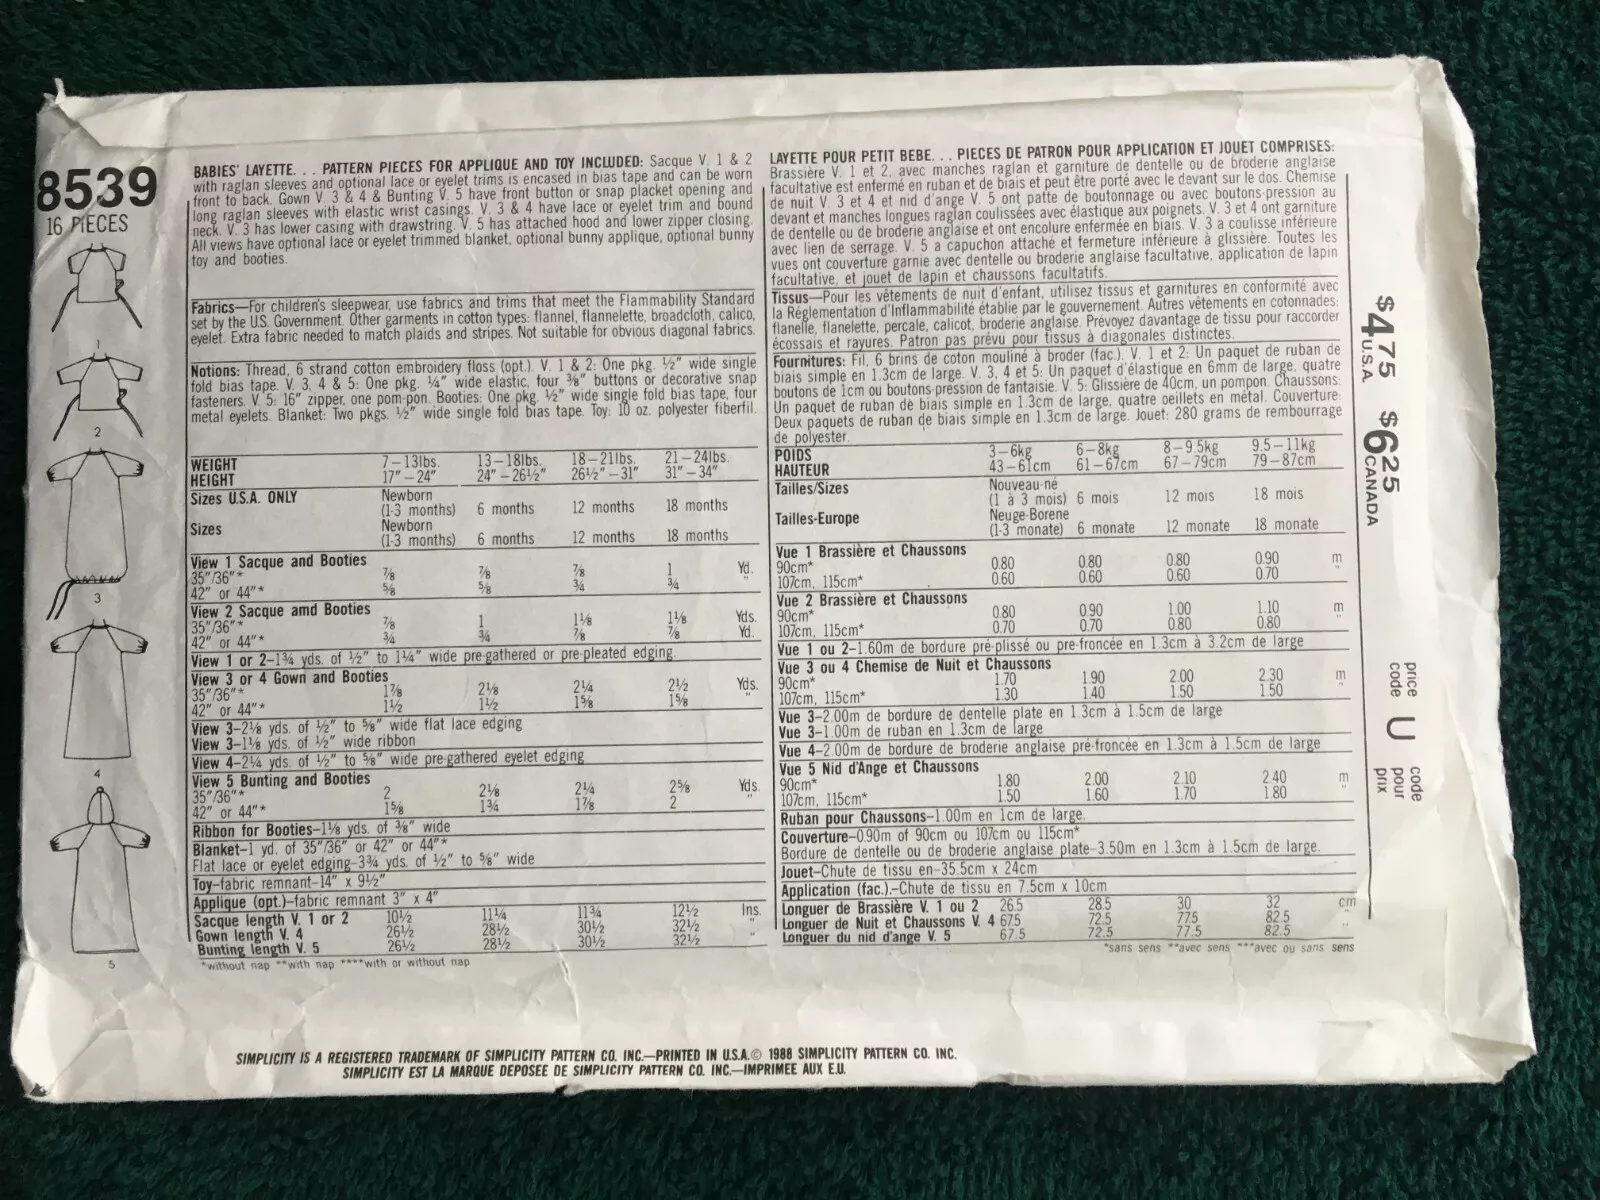 8539
16 PIECES
1
2
3
4
5
BABIES' LAYETTE. . . PATTERN PIECES FOR APPLIQUE AND TOY INCLUDED: Sacque V. 1 & 2
with raglan sleeves and optional lace or eyelet trims is encased in bias tape and can be worn
front to back. Gown V. 3 & 4 & Bunting V. 5 have front button or snap placket opening and
long raglan sleeves with elastic wrist casings. V. 3 & 4 have lace or eyelet trim and bound
neck. V. 3 has lower casing with drawstring. V. 5 has attached hood and lower zipper closing.
All views have optional lace or eyelet trimmed blanket, optional bunny applique, optional bunny
toy and booties.
Fabrics—For children's sleepwear, use fabrics and trims that meet the Flammability Standard
set by the U.S. Government. Other garments in cotton types: flannel, flannelette, broadcloth, calico,
eyelet. Extra fabric needed to match plaids and stripes. Not suitable for obvious diagonal fabrics.
Notions: Thread, 6 strand cotton embroidery floss (opt.). V. 1 & 2: One pkg. ½" wide single
fold bias tape. V. 3, 4 & 5: One pkg. ¼" wide elastic, four ⅜" buttons or decorative snap
fasteners. V. 5: 16" zipper, one pom-pon. Booties: One pkg. ½" wide single fold bias tape, four
metal eyelets. Blanket: Two pkgs. ½" wide single fold bias tape. Toy: 10 oz. polyester fiberfil.
WEIGHT 7–13lbs. 13–18lbs. 18–21lbs. 21–24lbs.
HEIGHT 17"–24" 24"–26½" 26½"–31" 31"–34"
Sizes U.S.A. ONLY Newborn
(1-3 months) 6 months 12 months 18 months
Sizes Newborn
(1-3 months) 6 months 12 months 18 months
View 1 Sacque and Booties
35"/36"* ⅞ ⅞ ⅞ 1 Yd.
42" or 44"* ⅝ ⅝ ¾ ¾ "
View 2 Sacque amd Booties
35"/36"* ⅞ 1 1⅛ 1⅛ Yds.
42" or 44"* ¾ ¾ ⅞ ⅞ Yd.
View 1 or 2–1¾ yds. of ½" to 1¼" wide pre-gathered or pre-pleated edging.
View 3 or 4 Gown and Booties
35"/36"* 1⅞ 2⅛ 2¼ 2½ Yds.
42" or 44"* 1½ 1½ 1⅝ 1⅝ "
View 3–2⅛ yds. of ½" to ⅝" wide flat lace edging
View 3–1⅛ yds. of ½" wide ribbon
View 4–2¼ yds. of ½" to ⅝" wide pre-gathered eyelet edging
View 5 Bunting and Booties
35"/36"* 2 2⅛ 2¼ 2⅝ Yds.
42" or 44"* 1⅝ 1¾ 1⅞ 2 "
Ribbon for Booties–1⅛ yds. of ⅜" wide
Blanket–1 yd. of 35"/36" or 42" or 44"*
Flat lace or eyelet edging–3¾ yds. of ½" to ⅝" wide
Toy–fabric remnant–14" x 9½"
Applique (opt.)–fabric remnant 3" x 4"
Sacque length V. 1 or 2 10½ 11¼ 11¾ 12½ Ins.
Gown length V. 4 26½ 28½ 30½ 32½ "
Bunting length V. 5 26½ 28½ 30½ 32½
*without nap **with nap ****with or without nap
LAYETTE POUR PETIT BEBE. . . PIECES DE PATRON POUR APPLICATION ET JOUET COMPRISES:
Brassière V. 1 et 2, avec manches raglan et garniture de dentelle ou de broderie anglaise
facultative est enfermé en ruban et de biais et peut être porté avec le devant sur le dos. Chemise
de nuit V. 3 et 4 et nid d'ange V. 5 ont patte de boutonnage ou avec boutons-pression au
devant et manches longues raglan coulissées avec élastique aux poignets. V. 3 et 4 ont garniture
de dentelle ou de broderie anglaise et ont encolure enfermée en biais. V. 3 a coulisse inférieure
avec lien de serrage. V. 5 a capuchon attaché et fermeture inférieure à glissière. Toutes les
vues ont couverture garnie avec dentelle ou broderie anglaise facultative, application de lapin
facultative, et jouet de lapin et chaussons facultatifs.
Tissus—Pour les vêtements de nuit d'enfant, utilisez tissus et garnitures en conformité avec
la Réglementation d'Inflammabilité établie par le gouvernement. Autres vêtements en cotonnades:
flanelle, flanelette, percale, calicot, broderie anglaise. Prévoyez davantage de tissu pour raccorder
écossais et rayures. Patron pas prévu pour tissus à diagonales distinctes.
Fournitures: Fil, 6 brins de coton mouliné à broder (fac.). V. 1 et 2: Un paquet de ruban de
biais simple en 1.3cm de large. V. 3, 4 et 5: Un paquet d'élastique en 6mm de large, quatre
boutons de 1cm ou boutons-pression de fantaisie. V. 5: Glissière de 40cm, un pompon. Chaussons:
Un paquet de ruban de biais simple en 1.3cm de large, quatre oeillets en métal. Couverture:
Deux paquets de ruban de biais simple en 1.3cm de large. Jouet: 280 grams de rembourrage
de polyester.
POIDS 3–6kg 6–8kg 8–9.5kg 9.5–11kg
HAUTEUR 43–61cm 61–67cm 67–79cm 79–87cm
Tailles/Sizes Nouveau-né
(1 à 3 mois) 6 mois 12 mois 18 mois
Tailles-Europe Neuge-Borene
(1-3 monate) 6 monate 12 monate 18 monate
Vue 1 Brassière et Chaussons
90cm* 0.80 0.80 0.80 0.90 m
107cm, 115cm* 0.60 0.60 0.60 0.70 "
Vue 2 Brassière et Chaussons
90cm* 0.80 0.90 1.00 1.10 m
107cm, 115cm* 0.70 0.70 0.80 0.80 "
Vue 1 ou 2–1.60m de bordure pré-plissé ou pre-froncée en 1.3cm à 3.2cm de large
Vue 3 ou 4 Chemise de Nuit et Chaussons
90cm* 1.70 1.90 2.00 2.30 m
107cm, 115cm* 1.30 1.40 1.50 1.50 "
Vue 3–2.00m de bordure de dentelle plate en 1.3cm à 1.5cm de large
Vue 3–1.00m de ruban en 1.3cm de large
Vue 4–2.00m de bordure de broderie anglaise pré-froncée en 1.3cm à 1.5cm de large
Vue 5 Nid d'Ange et Chaussons
90cm* 1.80 2.00 2.10 2.40 m
107cm, 115cm* 1.50 1.60 1.70 1.80 "
Ruban pour Chaussons–1.00m en 1cm de large.
Couverture–0.90m of 90cm ou 107cm ou 115cm*
Bordure de dentelle ou de broderie anglaise plate–3.50m en 1.3cm à 1.5cm de large.
Jouet–Chute de tissu en–35.5cm x 24cm
Application (fac.)–Chute de tissu en 7.5cm x 10cm
Longuer de Brassière V. 1 ou 2 26.5 28.5 30 32 cm
Longuer de Nuit et Chaussons V. 4 67.5 72.5 77.5 82.5 "
Longuer du nid d'ange V. 5 67.5 72.5 77.5 82.5 "
*sans sens **avec sens ***avec ou sans sens
$4.75 U.S.A. $6.25 CANADA
price code U code pour prix
SIMPLICITY IS A REGISTERED TRADEMARK OF SIMPLICITY PATTERN CO. INC.—PRINTED IN U.S.A.© 1988 SIMPLICITY PATTERN CO. INC.
SIMPLICITY EST LA MARQUE DEPOSEE DE SIMPLICITY PATTERN CO. INC.—IMPRIMEE AUX E.U.